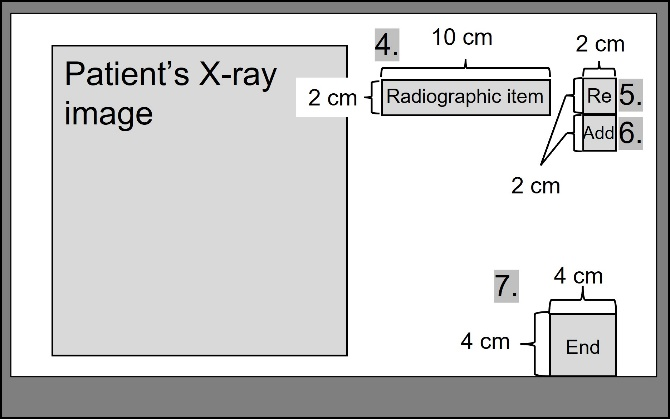 Patient’s X-ray
image
4.
10 cm
2 cm
2 cm
Radiographic item
Re
5.
Add
6.
2 cm
7.
4 cm
4 cm
End